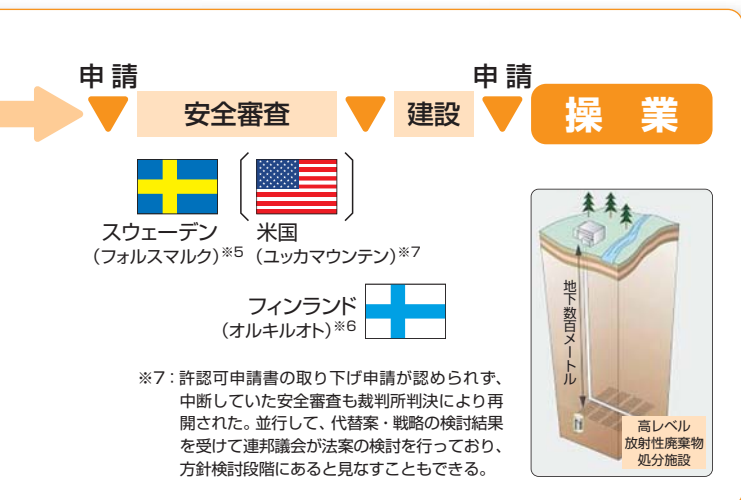 申 請
申 請
安全審査
建設
操 業
スウェーデン
(フォルスマルク)※5
米国
(ユッカマウンテン)※7
フィンランド
(オルキルオト)※6
※7：許認可申請書の取り下げ申請が認められず、
中断していた安全審査も裁判所判決により再
開された。並行して、代替案・戦略の検討結果
を受けて連邦議会が法案の検討を行っており、
方針検討段階にあると見なすこともできる。
地下数百メートル
高レベル
放射性廃棄物
処分施設